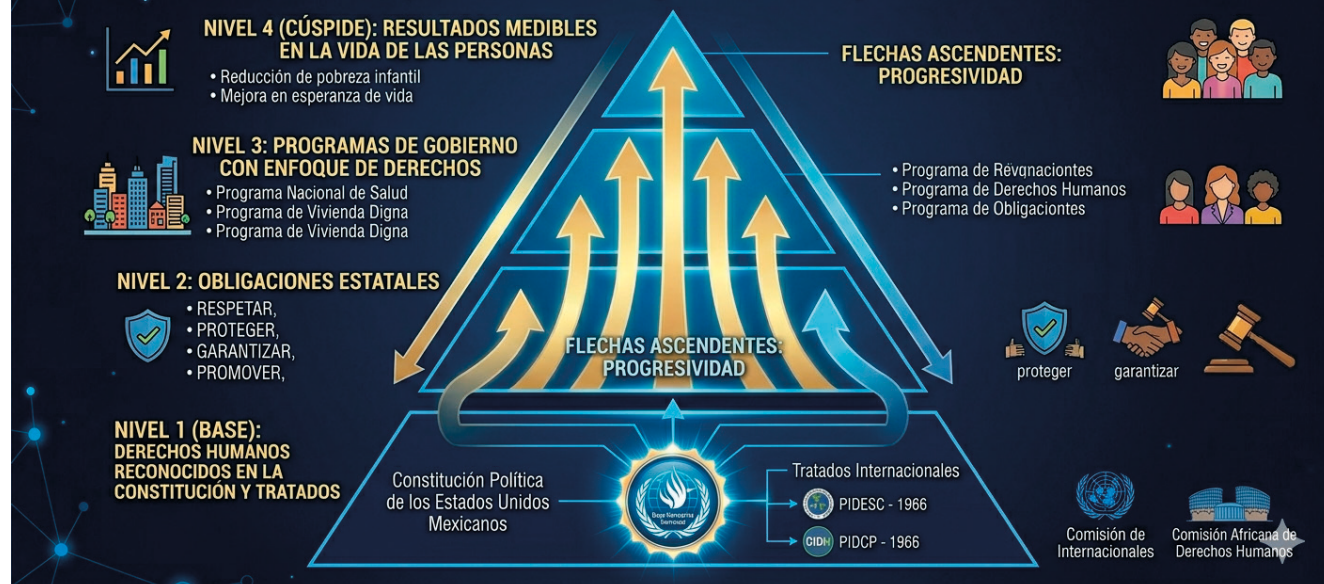 NIVEL 4 (CÚSPIDE): RESULTADOS MEDIBLES
EN LA VIDA DE LAS PERSONAS
• Reducción de pobreza infantil
• Mejora en esperanza de vida
FLECHAS ASCENDENTES:
PROGRESIVIDAD
NIVEL 3: PROGRAMAS DE GOBIERNO
CON ENFOQUE DE DERECHOS
• Programa Nacional de Salud
• Programa de Vivienda Digna
• Programa de Vivienda Digna
• Programa de Révqnaciontes
• Programa de Derechos Humanos
• Programa de Obligaciontes
NIVEL 2: OBLIGACIONES ESTATALES
• RESPETAR,
• PROTEGER,
• GARANTIZAR,
• PROMOVER,
FLECHAS ASCENDENTES:
PROGRESIVIDAD
proteger
garantizar
NIVEL 1 (BASE):
DERECHOS HUMANOS
RECONOCIDOS EN LA
CONSTITUCIÓN Y TRATADOS
Constitución Política
de los Estados Unidos
Mexicanos
Tratados Internacionales
PIDESC - 1966
CIDH PIDCP - 1966
Comisión de
Internacionales
Comisión Africana de
Derechos Humanos